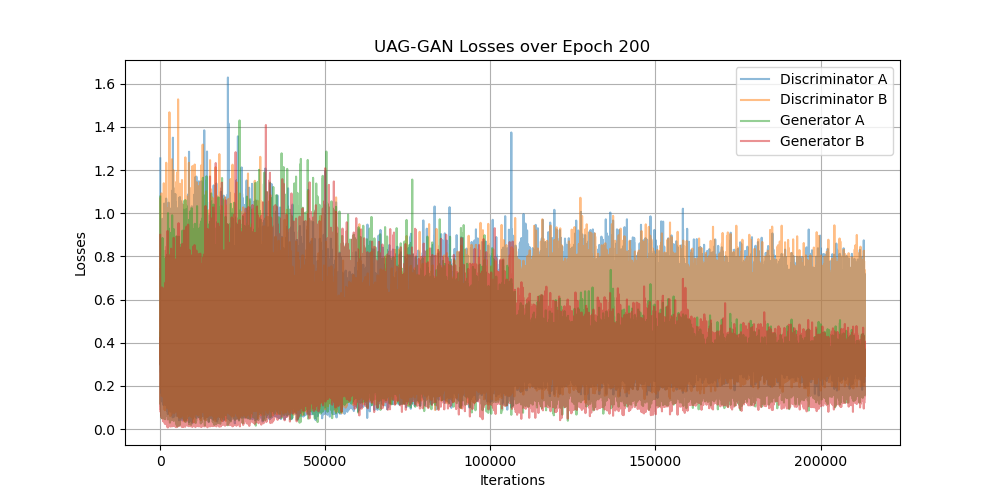 UAG-GAN Losses over Epoch 200
Discriminator A
Discriminator B
Generator A
Generator B
1.6
1.4
1.2
1.0
0.8
0.6
0.4
0.2
0.0
Losses
0 50000 100000 150000 200000
Iterations